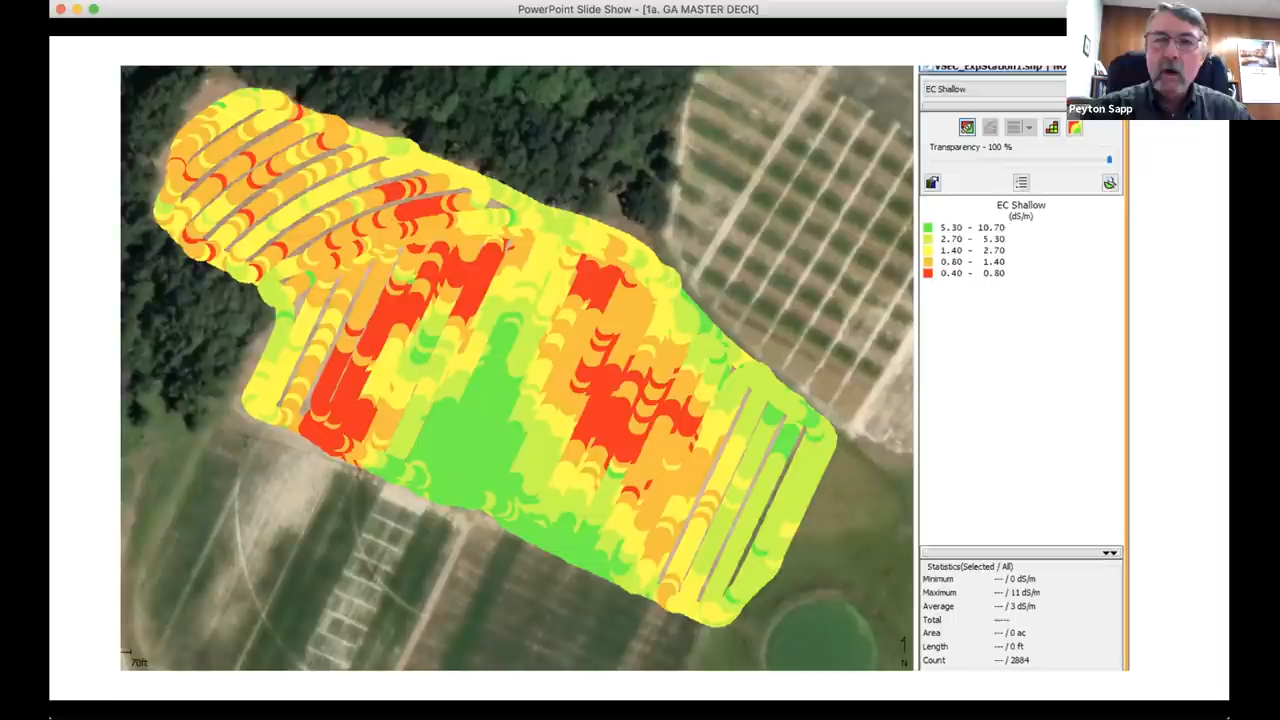 PowerPoint Slide Show - [1a. GA MASTER DECK]
VSEC_ExpStation1.shp | NO
Peyton Sapp
EC Shallow
Transparency - 100 %
EC Shallow
(dS/m)
5.30 - 10.70
2.70 - 5.30
1.40 - 2.70
0.80 - 1.40
0.40 - 0.80
Statistics(Selected / All)
Minimum --- / 0 dS/m
Maximum --- / 11 dS/m
Average --- / 3 dS/m
Total -----
Area --- / 0 ac
Length --- / 0 ft
Count --- / 2884
70ft
N